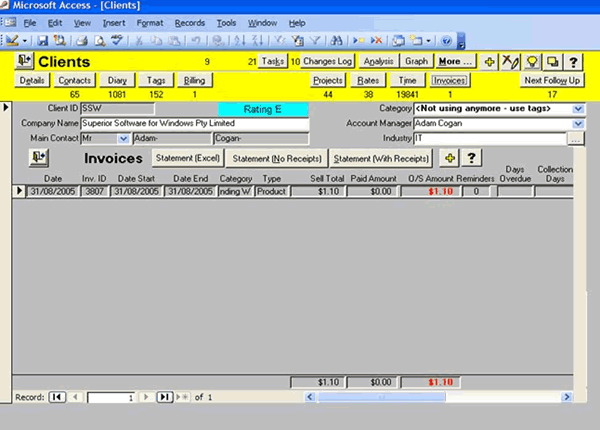 Microsoft Access - [Clients]
File Edit View Insert Format Records Tools Window Help
Clients 9 21 Tasks 10 Changes Log Analysis Graph More ... ?
Details Contacts Diary Tags Billing Projects Rates Time Invoices Next Follow Up
65 1081 152 1 44 38 19841 1 17
Client ID SSW Rating E Category <Not using anymore - use tags>
Company Name Superior Software for Windows Pty Limited Account Manager Adam Cogan
Main Contact Mr Adam- Cogan- Industry IT ...
Invoices Statement (Excel) Statement (No Receipts) Statement (With Receipts) ?
Date Inv. ID Date Start Date End Category Type Sell Total Paid Amount O/S Amount Reminders Days Overdue Collection Days
31/08/2005 3807 31/08/2005 31/08/2005 nding W Product $1.10 $0.00 $1.10 0
$1.10 $0.00 $1.10
Record: 1 of 1